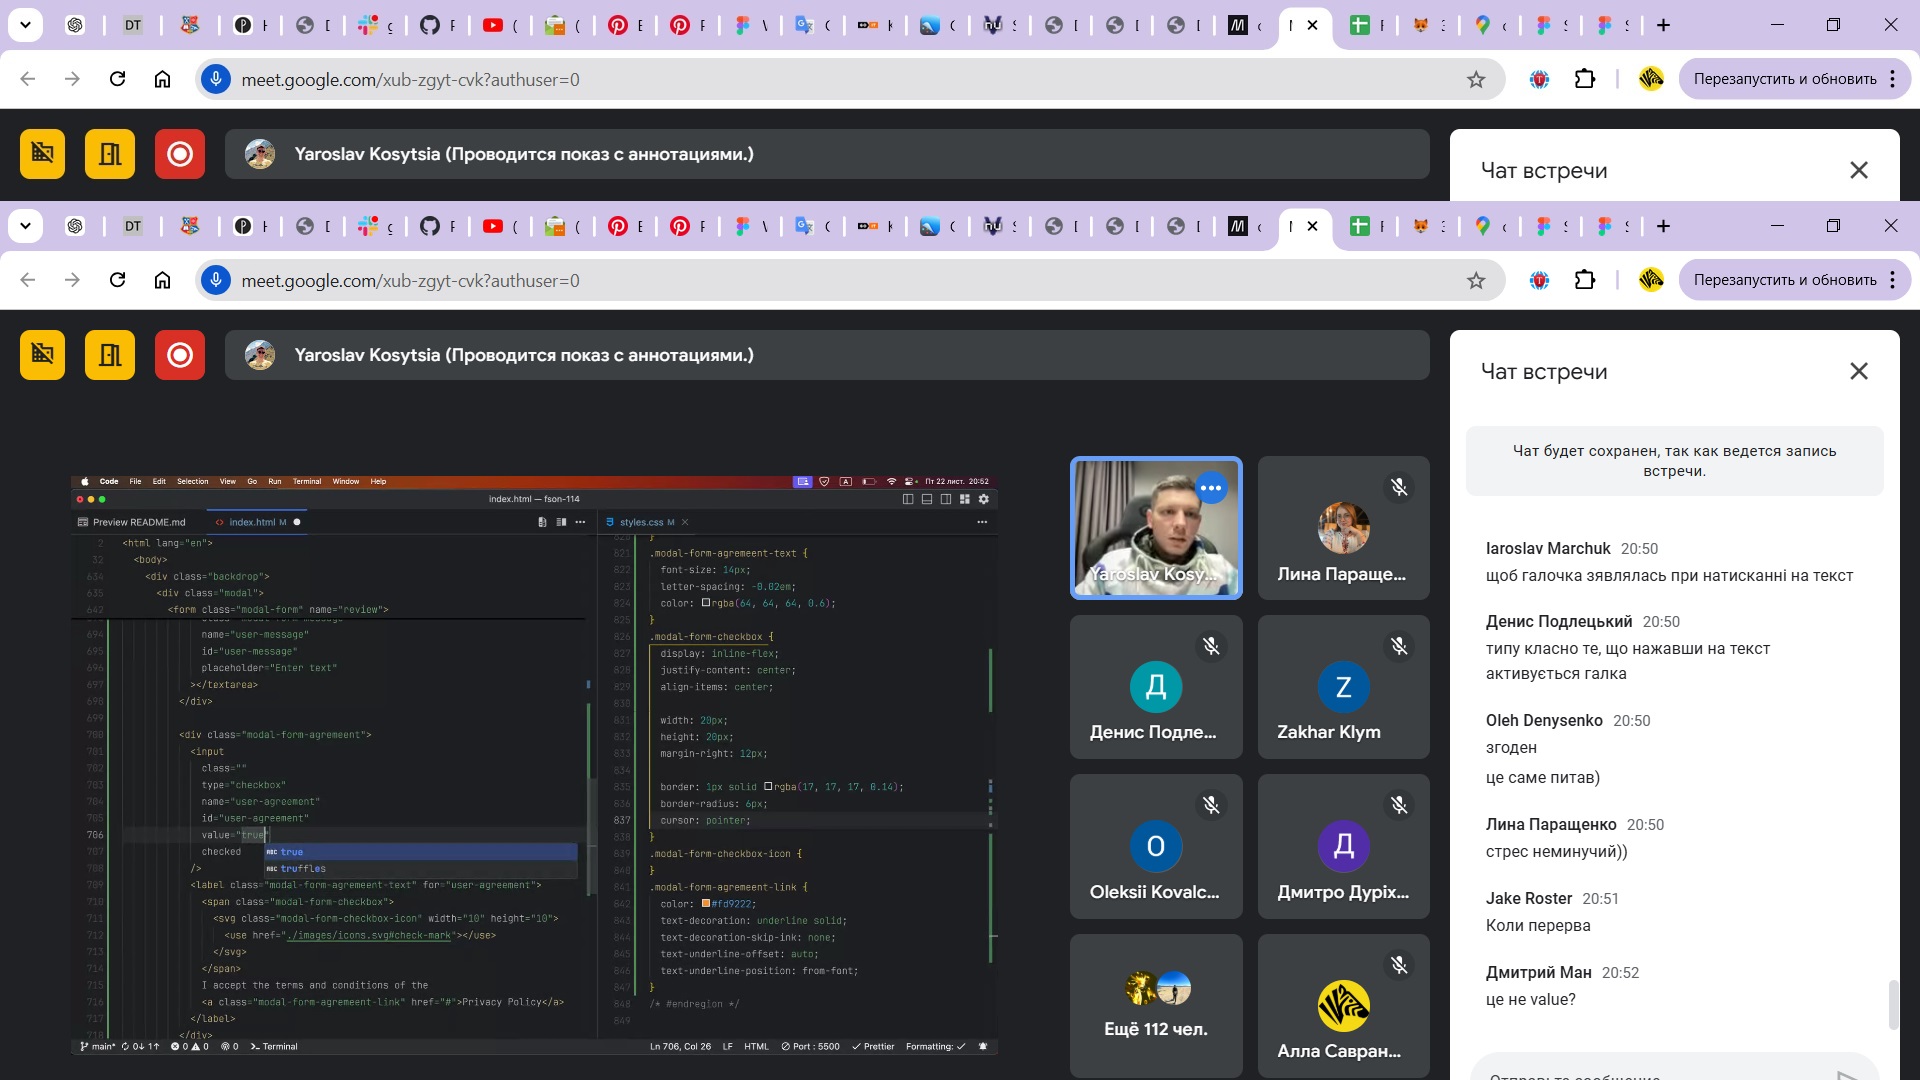 DT
meet.google.com/xub-zgyt-cvk?authuser=0
Перезапустить и обновить
Yaroslav Kosytsia (Проводится показ с аннотациями.)
Чат встречи
DT
meet.google.com/xub-zgyt-cvk?authuser=0
Перезапустить и обновить
Yaroslav Kosytsia (Проводится показ с аннотациями.)
Чат встречи
Чат будет сохранен, так как ведется запись
встречи.
Code File Edit Selection View Go Run Terminal Window Help
Пт 22 лист. 20:52
index.html — fson-114
Preview README.md
index.html M
styles.css M
2 <html lang="en">
32 <body>
634 <div class="backdrop">
635 <div class="modal">
642 <form class="modal-form" name="review">
694 name="user-message"
695 id="user-message"
696 placeholder="Enter text"
697 ></textarea>
698 </div>
699
700 <div class="modal-form-agreement">
701 <input
702 class=""
703 type="checkbox"
704 name="user-agreement"
705 id="user-agreement"
706 value="true"
707 checked
abc true
708 />
abc truffles
709 <label class="modal-form-agreement-text" for="user-agreement">
710 <span class="modal-form-checkbox">
711 <svg class="modal-form-checkbox-icon" width="10" height="10">
712 <use href="./images/icons.svg#check-mark"></use>
713 </svg>
714 </span>
715 I accept the terms and conditions of the
716 <a class="modal-form-agreement-link" href="#">Privacy Policy</a>
717 </label>
718 </div>
820 }
821 .modal-form-agreement-text {
822 font-size: 14px;
823 letter-spacing: -0.02em;
824 color: rgba(64, 64, 64, 0.6);
825 }
826 .modal-form-checkbox {
827 display: inline-flex;
828 justify-content: center;
829 align-items: center;
830
831 width: 20px;
832 height: 20px;
833 margin-right: 12px;
834
835 border: 1px solid rgba(17, 17, 17, 0.14);
836 border-radius: 6px;
837 cursor: pointer;
838 }
839 .modal-form-checkbox-icon {
840 }
841 .modal-form-agreement-link {
842 color: #fd9222;
843 text-decoration: underline solid;
844 text-decoration-skip-ink: none;
845 text-underline-offset: auto;
846 text-underline-position: from-font;
847 }
848 /* #endregion */
849
main* 0↓ 1↑ 0 0 0 Terminal
Ln 706, Col 26 LF HTML Port : 5500 Prettier Formatting:
Yaroslav Kosy...
Лина Параще...
Денис Подле...
Zakhar Klym
Oleksii Kovalc...
Дмитро Дуріх...
Ещё 112 чел.
Алла Савран...
Iaroslav Marchuk 20:50
щоб галочка зявлялась при натисканні на текст
Денис Подлецький 20:50
типу класно те, що нажавши на текст
активується галка
Oleh Denysenko 20:50
згоден
це саме питав)
Лина Паращенко 20:50
стрес неминучий))
Jake Roster 20:51
Коли перерва
Дмитрий Ман 20:52
це не value?